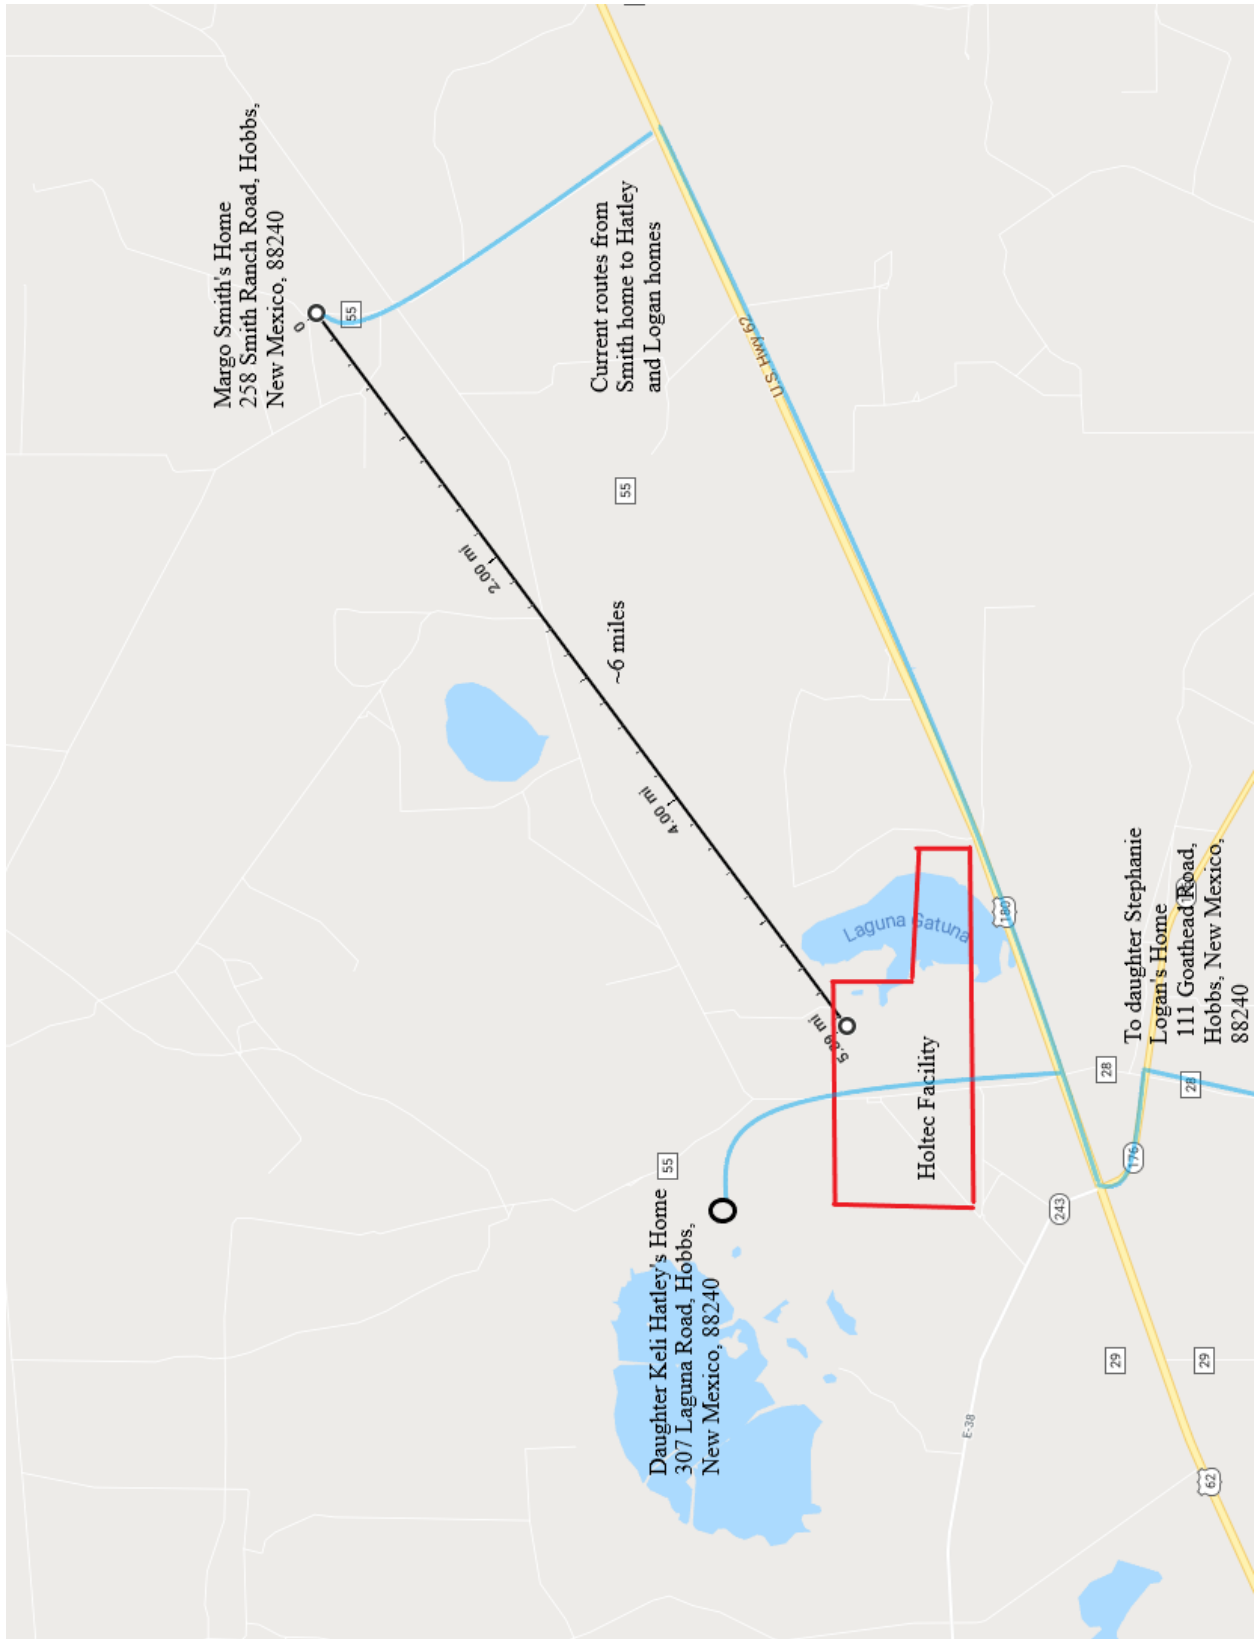 Margo Smith's Home
258 Smith Ranch Road, Hobbs,
New Mexico, 88240
0
55
2.00 mi
Current routes from
Smith home to Hatley
and Logan homes
55
~6 miles
4.00 mi
Daughter Keli Hatley's Home
307 Laguna Road, Hobbs,
New Mexico, 88240
55
U.S. Hwy 62
mi
Laguna Gatuna
Holtec Facility
E-38
180
243
28
29
To daughter Stephanie
Logan's Home
111 Goathead Road,
Hobbs, New Mexico,
88240
176
28
29
62